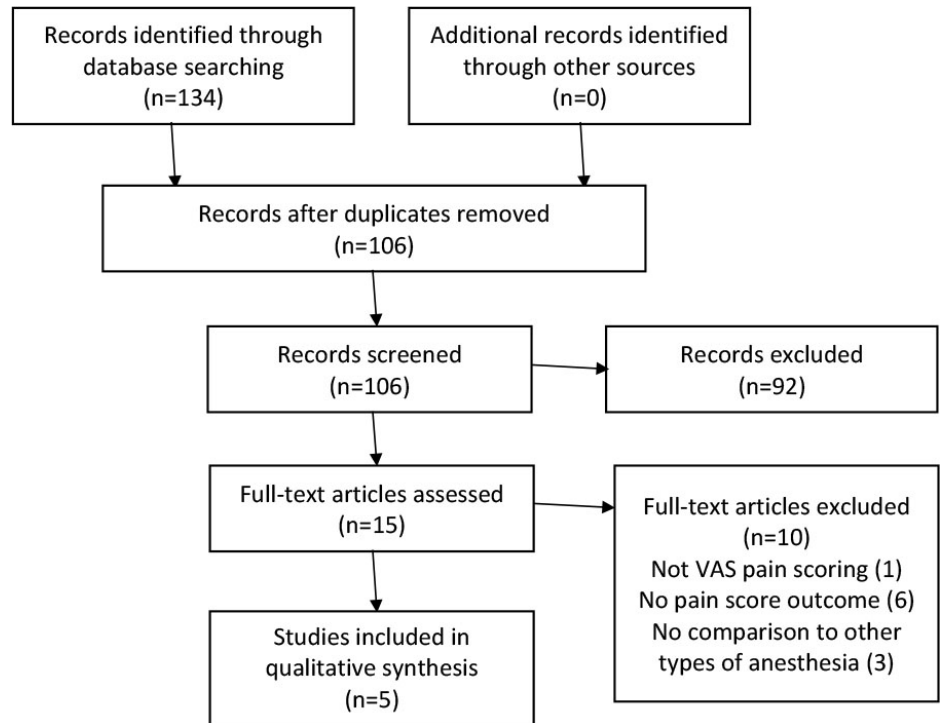 Records identified through
database searching
(n=134)
Additional records identified
through other sources
(n=0)
Records after duplicates removed
(n=106)
Records screened
(n=106)
Records excluded
(n=92)
Full-text articles assessed
(n=15)
Full-text articles excluded
(n=10)
Not VAS pain scoring (1)
No pain score outcome (6)
No comparison to other
types of anesthesia (3)
Studies included in
qualitative synthesis
(n=5)